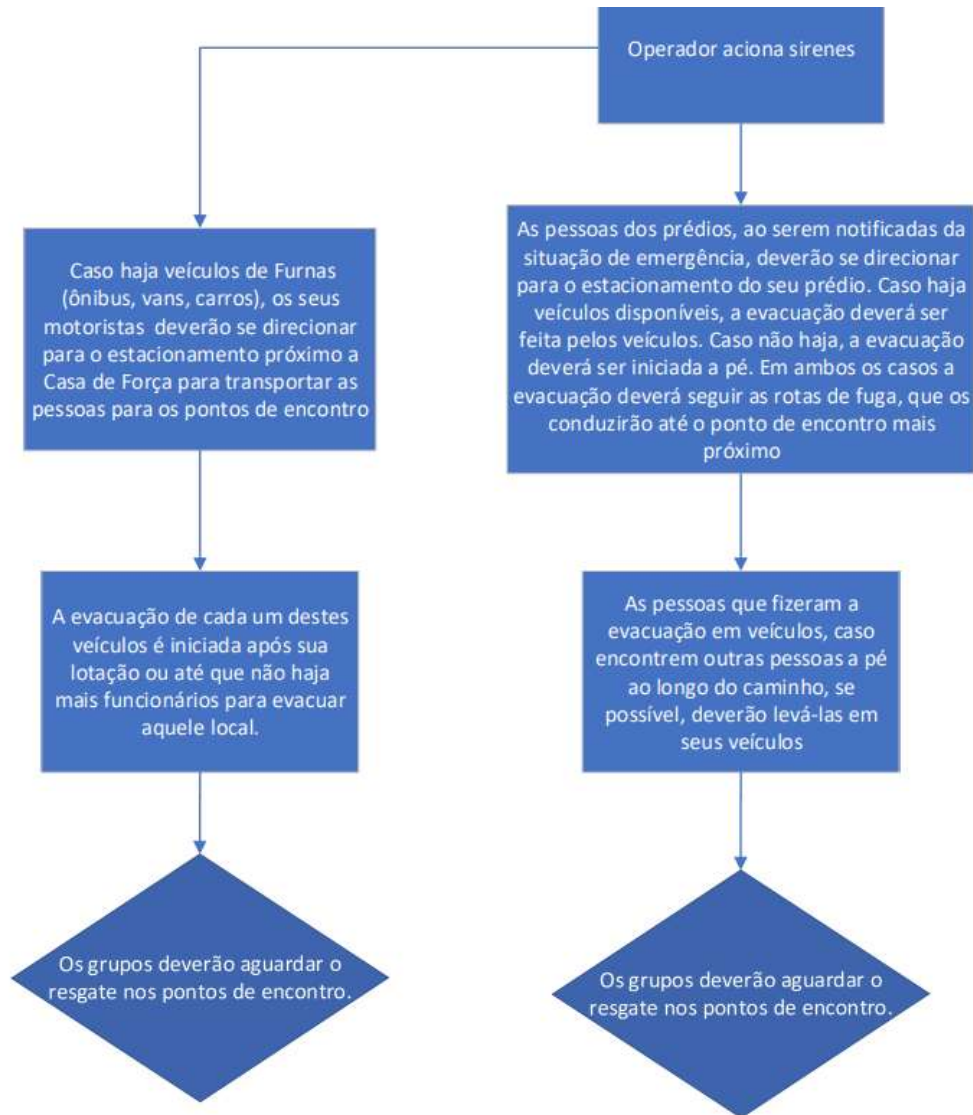 Operador aciona sirenes
Caso haja veículos de Furnas
(ônibus, vans, carros), os seus
motoristas deverão se direcionar
para o estacionamento próximo a
Casa de Força para transportar as
pessoas para os pontos de encontro
As pessoas dos prédios, ao serem notificadas da
situação de emergência, deverão se direcionar
para o estacionamento do seu prédio. Caso haja
veículos disponíveis, a evacuação deverá ser
feita pelos veículos. Caso não haja, a evacuação
deverá ser iniciada a pé. Em ambos os casos a
evacuação deverá seguir as rotas de fuga, que os
conduzirão até o ponto de encontro mais
próximo
A evacuação de cada um destes
veículos é iniciada após sua
lotação ou até que não haja
mais funcionários para evacuar
aquele local.
As pessoas que fizeram a
evacuação em veículos, caso
encontrem outras pessoas a pé
ao longo do caminho, se
possível, deverão levá-las em
seus veículos
Os grupos deverão aguardar o
resgate nos pontos de encontro.
Os grupos deverão aguardar o
resgate nos pontos de encontro.